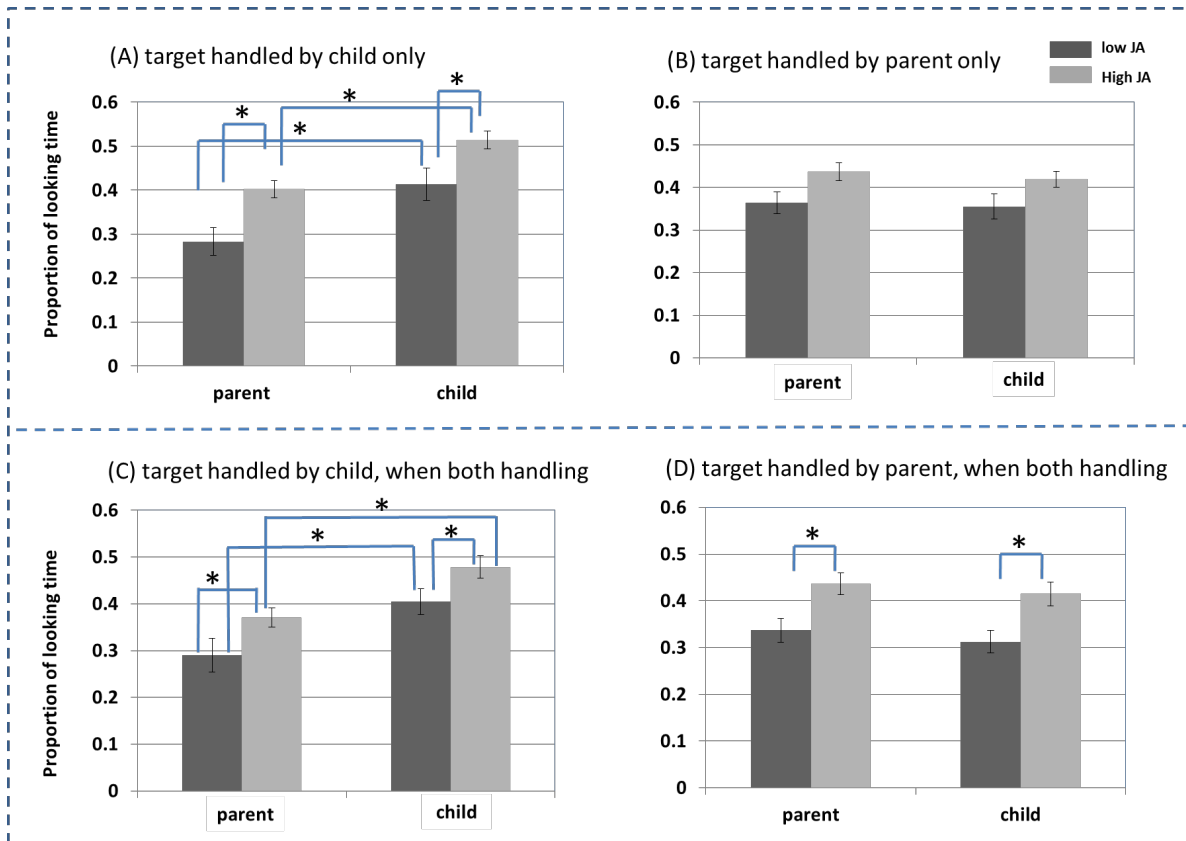 (A) target handled by child only
(B) target handled by parent only
low JA
High JA
Proportion of looking time
0.6
0.5
0.4
0.3
0.2
0.1
0
* * * *
parent
child
0.6
0.5
0.4
0.3
0.2
0.1
0
parent
child
(C) target handled by child, when both handling
(D) target handled by parent, when both handling
Proportion of looking time
0.6
0.5
0.4
0.3
0.2
0.1
0
* * * *
parent
child
0.6
0.5
0.4
0.3
0.2
0.1
0
* *
parent
child